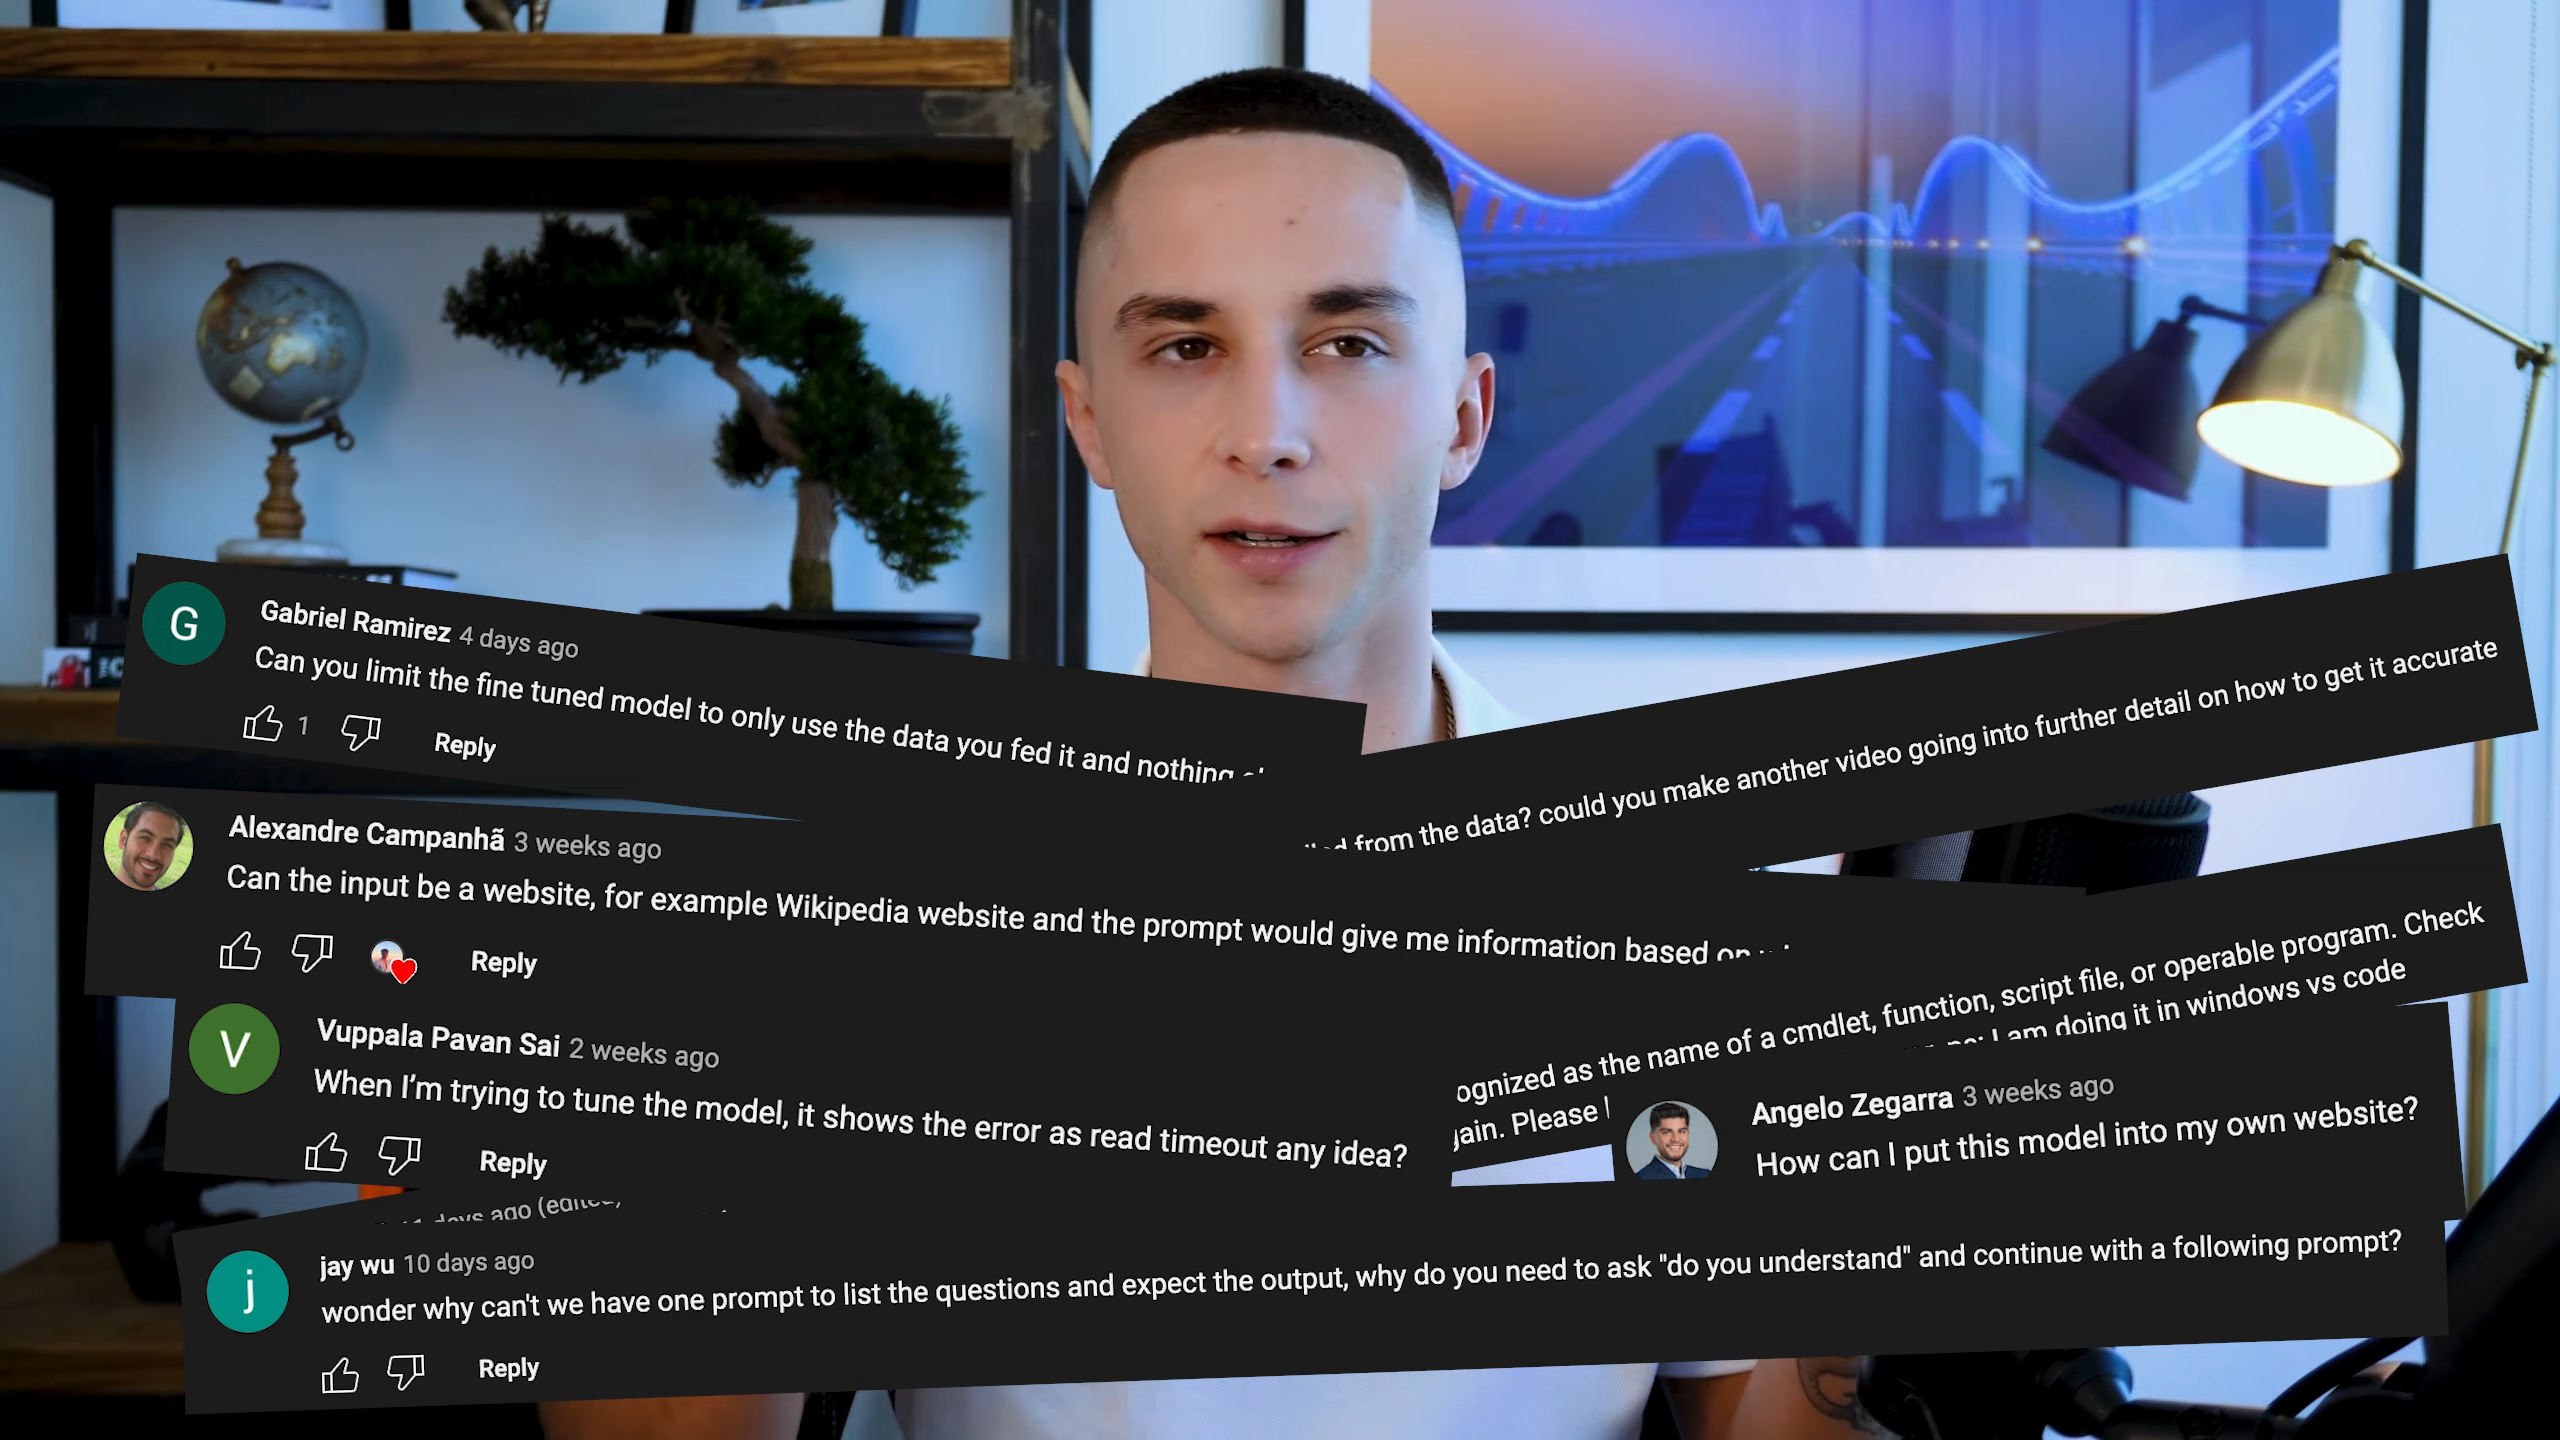 G
Gabriel Ramirez 4 days ago
Can you limit the fine tuned model to only use the data you fed it and nothing
1
Reply
from the data? could you make another video going into further detail on how to get it accurate
Alexandre Campanhã 3 weeks ago
Can the input be a website, for example Wikipedia website and the prompt would give me information based on
Reply
ognized as the name of a cmdlet, function, script file, or operable program. Check
ain. Please
I am doing it in windows vs code
V
Vuppala Pavan Sai 2 weeks ago
When I'm trying to tune the model, it shows the error as read timeout any idea?
Reply
Angelo Zegarra 3 weeks ago
How can I put this model into my own website?
days ago (edited)
j
jay wu 10 days ago
wonder why can't we have one prompt to list the questions and expect the output, why do you need to ask "do you understand" and continue with a following prompt?
Reply